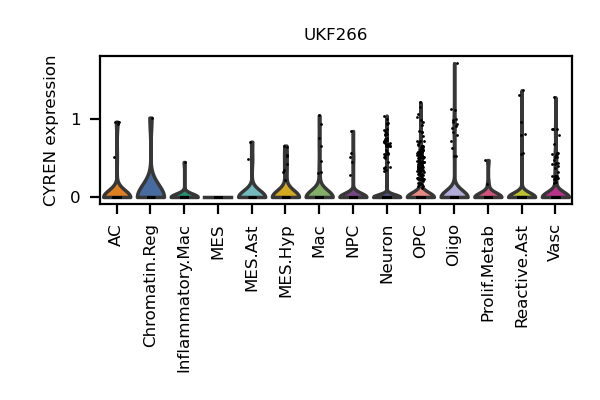 UKF266
CYREN expression
1
0
AC
Chromatin.Reg
Inflammatory.Mac
MES
MES.Ast
MES.Hyp
Mac
NPC
Neuron
OPC
Oligo
Prolif.Metab
Reactive.Ast
Vasc